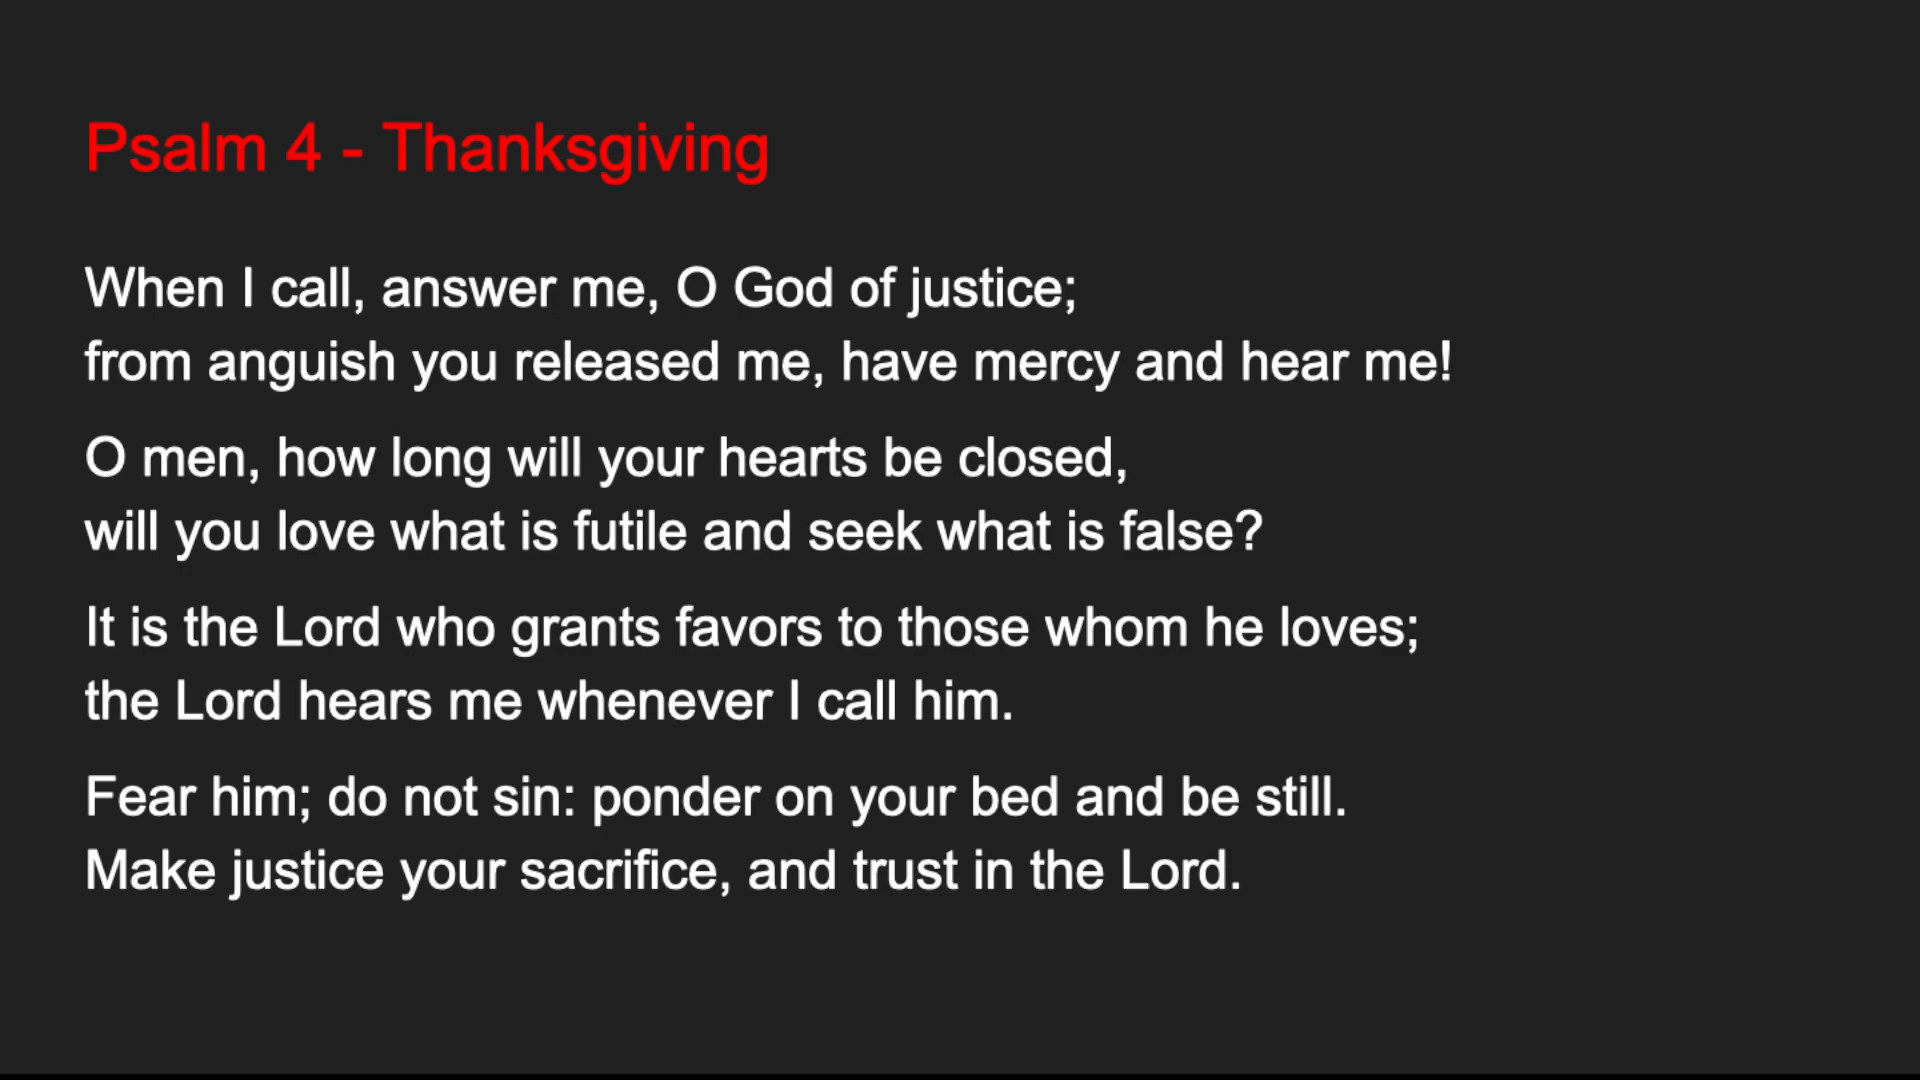 Psalm 4 - Thanksgiving
When I call, answer me, O God of justice;
from anguish you released me, have mercy and hear me!
O men, how long will your hearts be closed,
will you love what is futile and seek what is false?
It is the Lord who grants favors to those whom he loves;
the Lord hears me whenever I call him.
Fear him; do not sin: ponder on your bed and be still.
Make justice your sacrifice, and trust in the Lord.